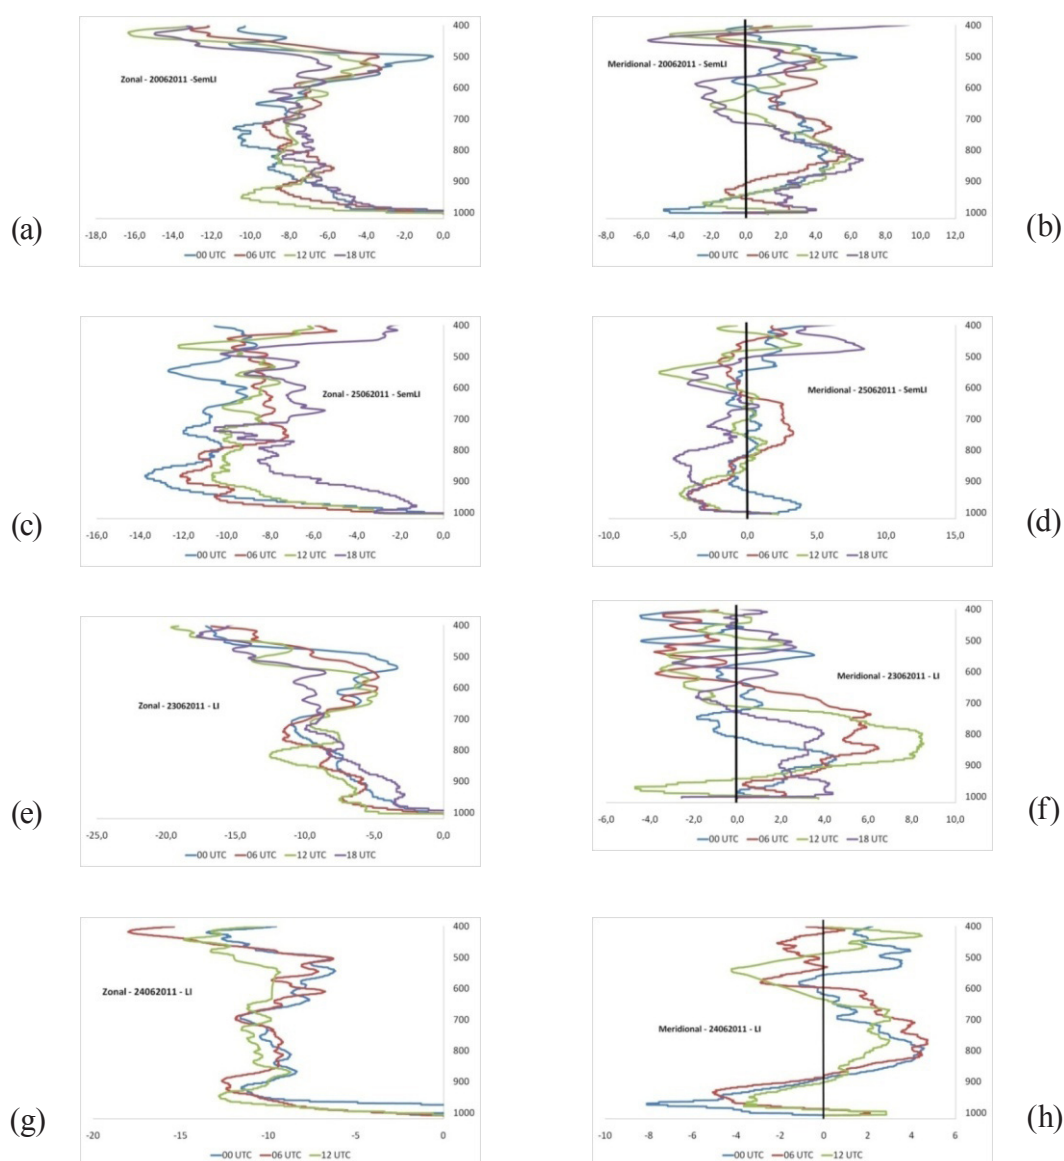 400
500
600
700
800
900
1000
Zonal - 20062011 -SemLI
-18,0 -16,0 -14,0 -12,0 -10,0 -8,0 -6,0 -4,0 -2,0 0,0
00 UTC 06 UTC 12 UTC 18 UTC
(a)
400
500
600
700
800
900
1000
Meridional - 20062011 - SemLI
-8,0 -6,0 -4,0 -2,0 0,0 2,0 4,0 6,0 8,0 10,0 12,0
00 UTC 06 UTC 12 UTC 18 UTC
(b)
400
500
600
700
800
900
1000
Zonal - 25062011 - SemLI
-16,0 -14,0 -12,0 -10,0 -8,0 -6,0 -4,0 -2,0 0,0
00 UTC 06 UTC 12 UTC 18 UTC
(c)
400
500
600
700
800
900
1000
Meridional - 25062011 - SemLI
-10,0 -5,0 0,0 5,0 10,0 15,0
00 UTC 06 UTC 12 UTC 18 UTC
(d)
400
500
600
700
800
900
1000
Zonal - 23062011 - LI
-25,0 -20,0 -15,0 -10,0 -5,0 0,0
00 UTC 06 UTC 12 UTC 18 UTC
(e)
400
500
600
700
800
900
1000
Meridional - 23062011 - LI
-6,0 -4,0 -2,0 0,0 2,0 4,0 6,0 8,0 10,0
00 UTC 06 UTC 12 UTC 18 UTC
(f)
400
500
600
700
800
900
1000
Zonal - 24062011 - LI
-20 -15 -10 -5 0
00 UTC 06 UTC 12 UTC
(g)
400
500
600
700
800
900
1000
Meridional - 24062011 - LI
-10 -8 -6 -4 -2 0 2 4 6
00 UTC 06 UTC 12 UTC
(h)